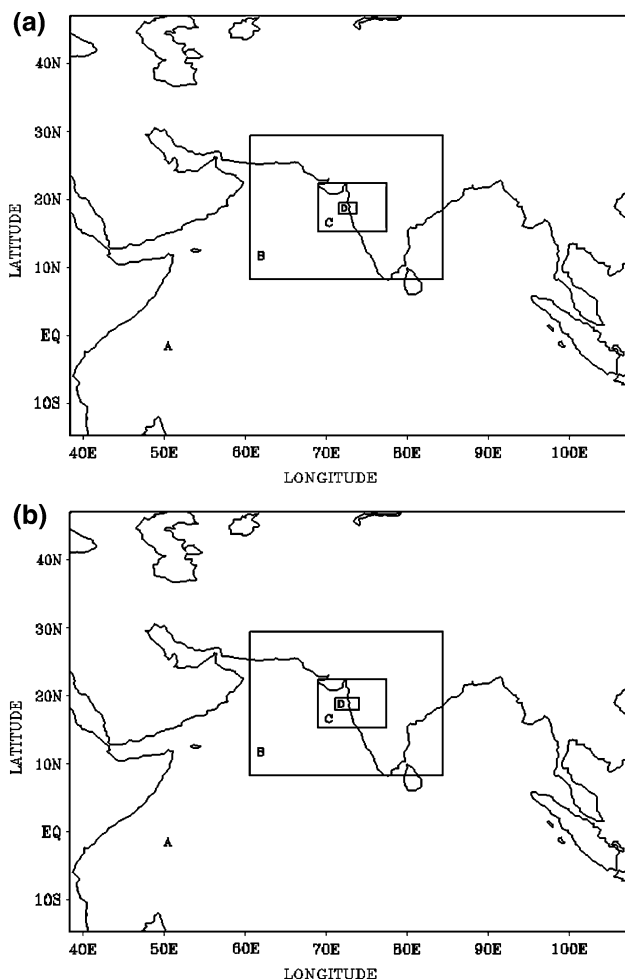 (a)
40N
30N
20N
10N
EQ
10S
LATITUDE
A
B
C
D
40E 50E 60E 70E 80E 90E 100E
LONGITUDE
(b)
40N
30N
20N
10N
EQ
10S
LATITUDE
A
B
C
D
40E 50E 60E 70E 80E 90E 100E
LONGITUDE